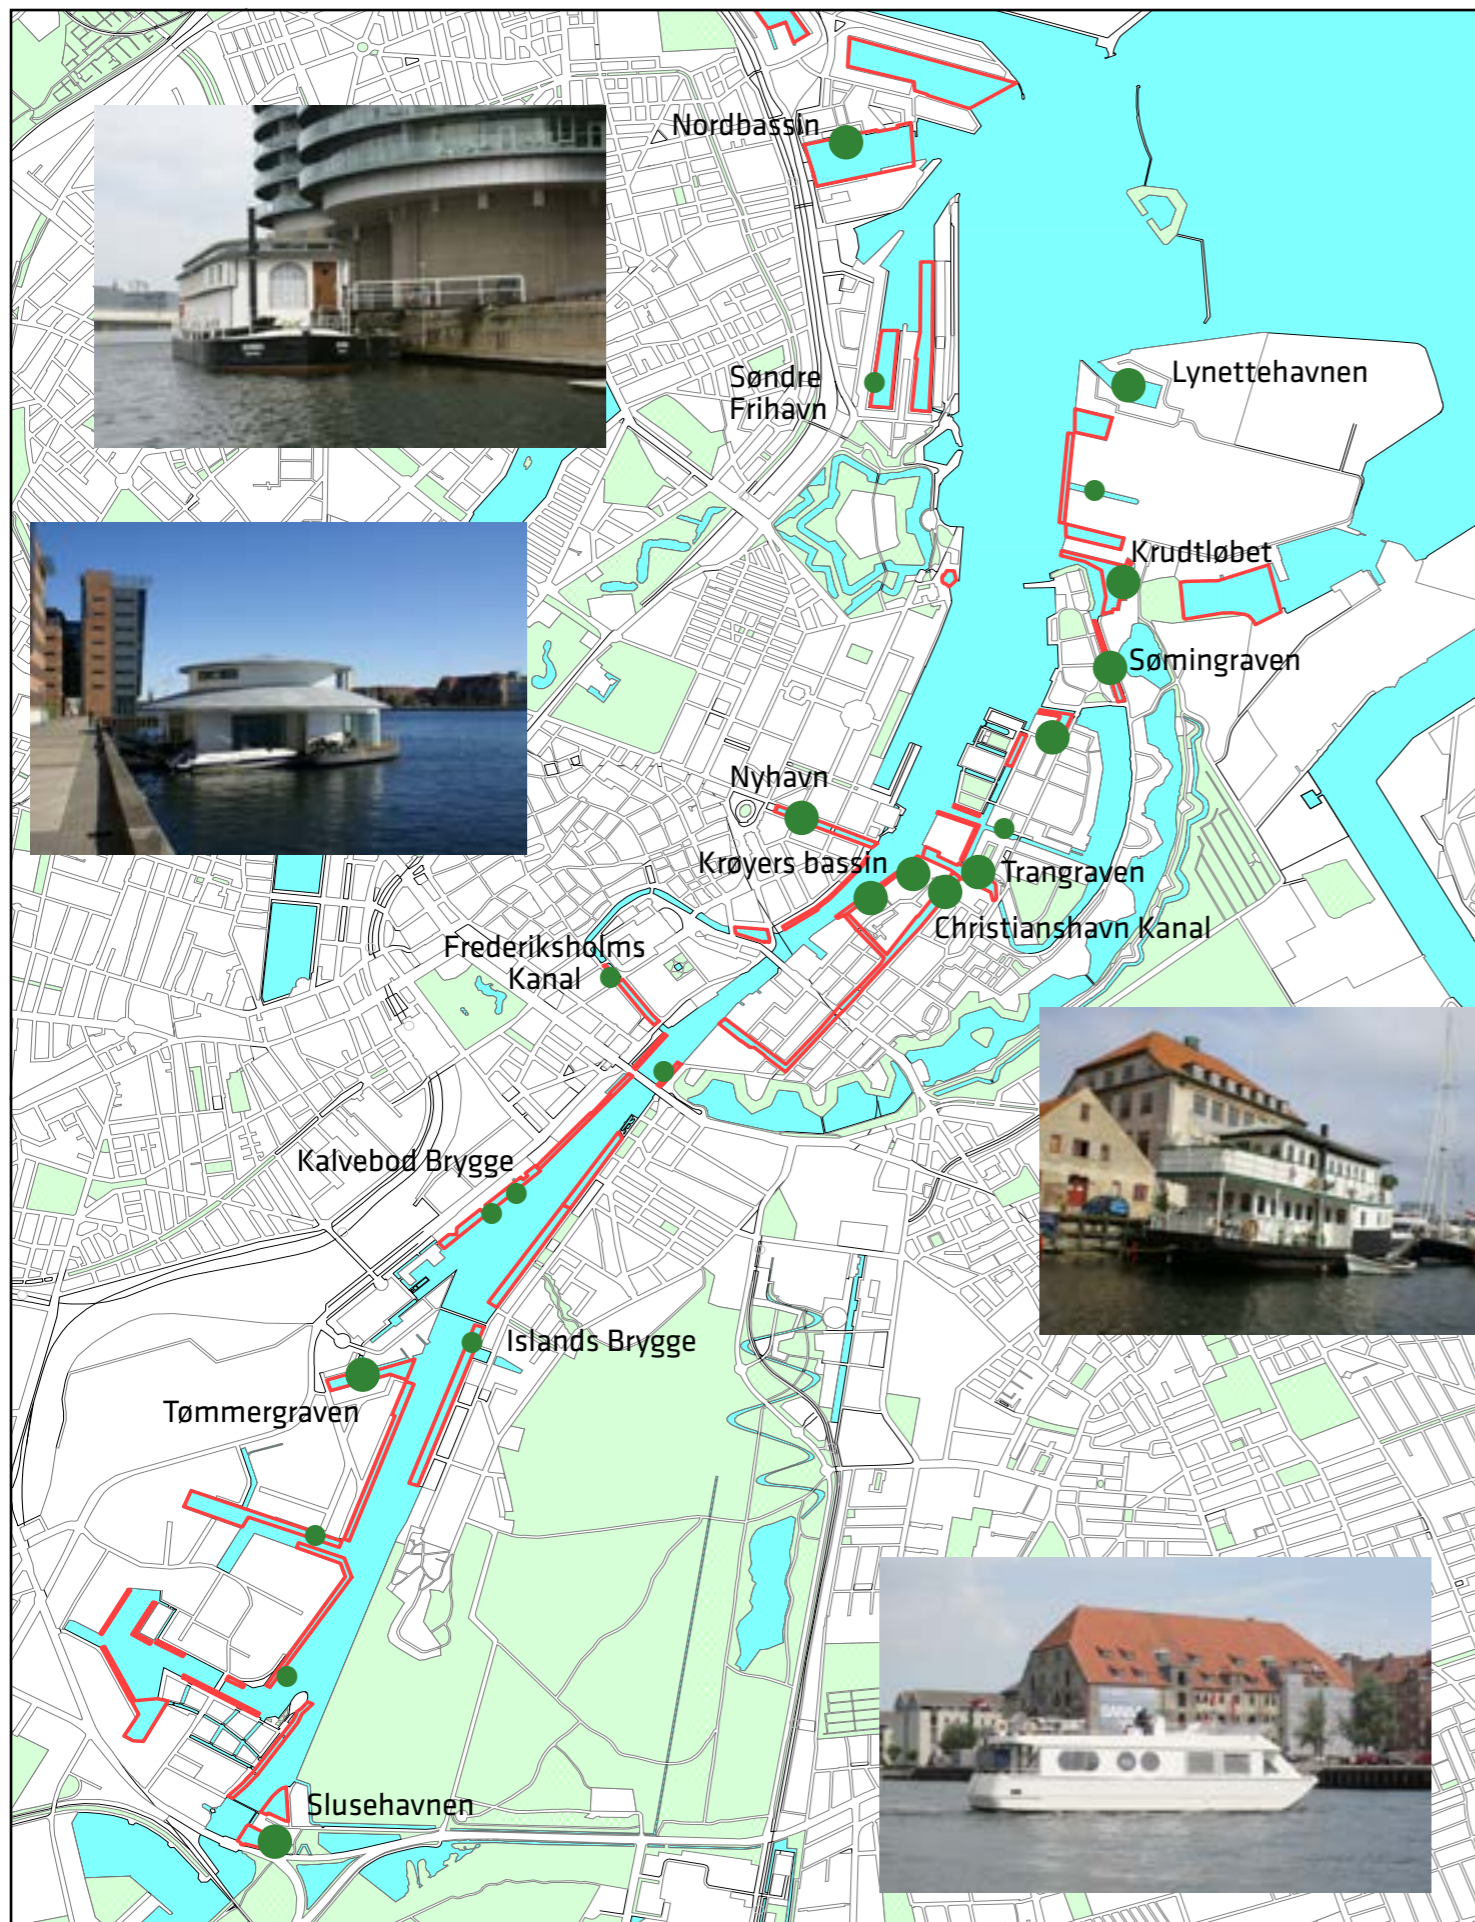 Nordbassin
Søndre
Frihavn
Lynettehavnen
Krudtløbet
Sømingraven
Nyhavn
Krøyers bassin
Trangraven
Christianshavn Kanal
Frederiksholms
Kanal
Kalvebod Brygge
Islands Brygge
Tømmergraven
Slusehavnen